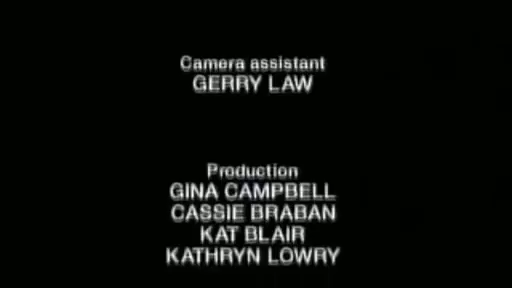 Camera assistant
GERRY LAW
Production
GINA CAMPBELL
CASSIE BRABAN
KAT BLAIR
KATHRYN LOWRY